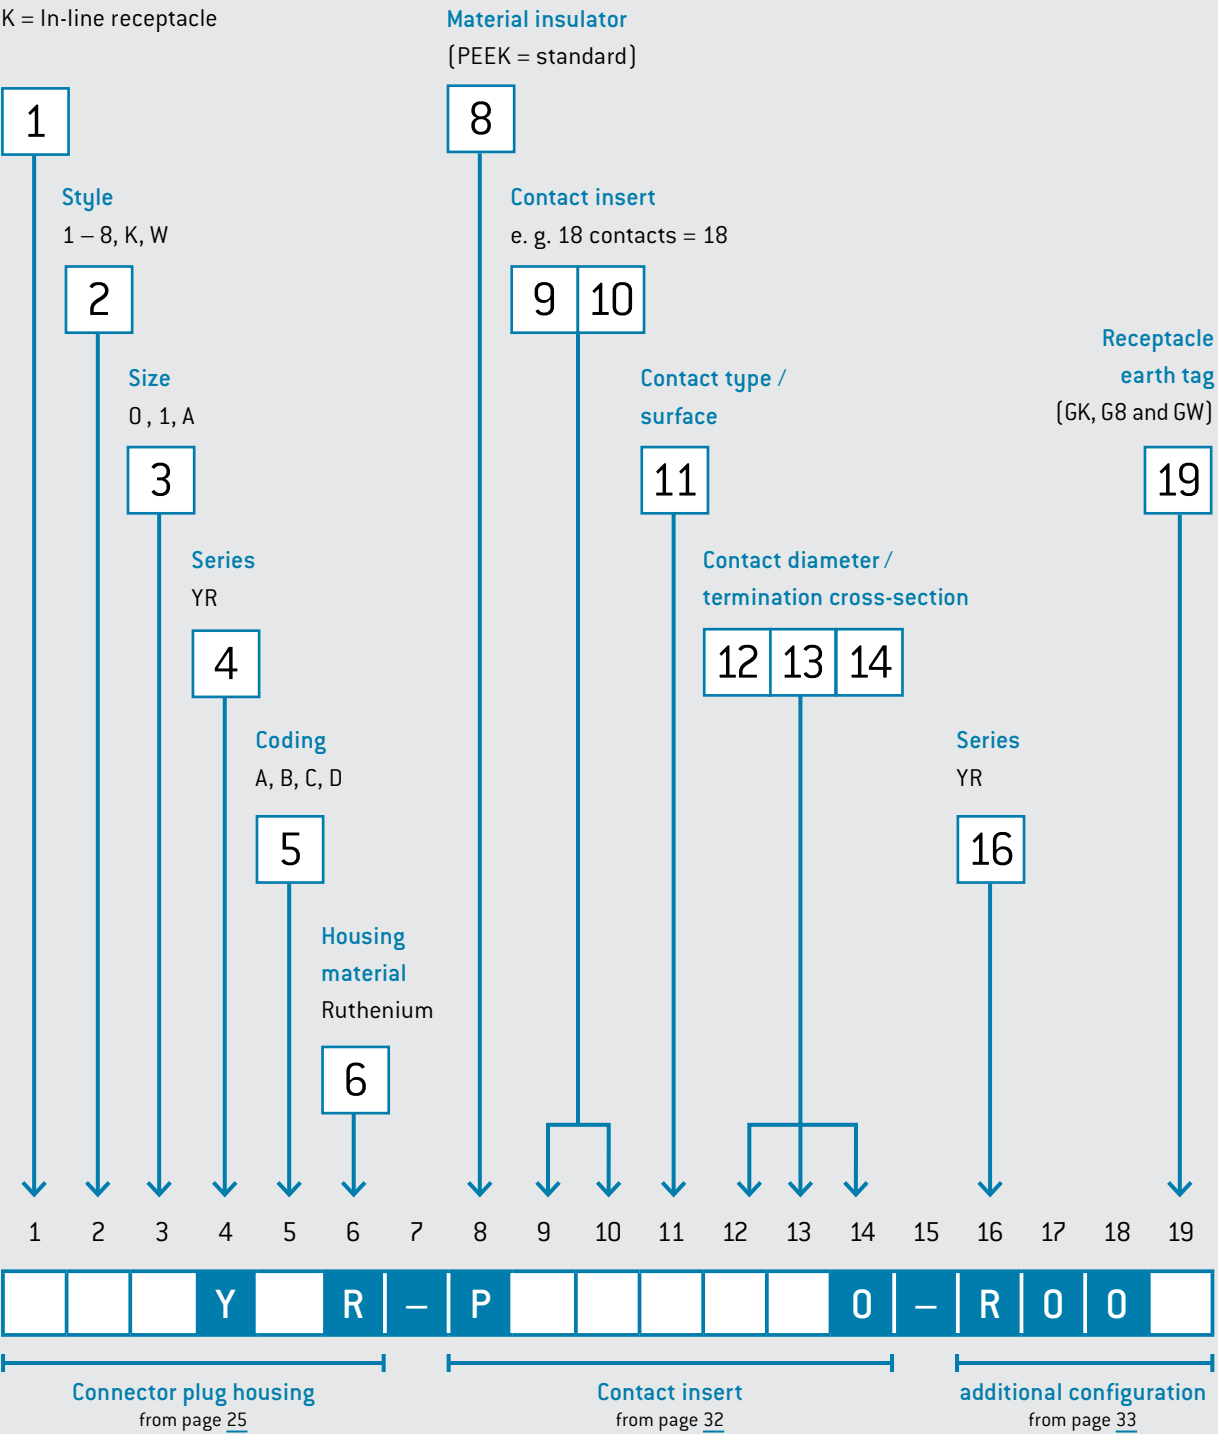 K = In-line receptacle
Material insulator
(PEEK = standard)
1
8
Style
1 – 8, K, W
Contact insert
e. g. 18 contacts = 18
2
9 10
Receptacle
earth tag
(GK, G8 and GW)
Size
0 , 1, A
Contact type /
surface
3
11
19
Series
YR
Contact diameter /
termination cross-section
4
12 13 14
Coding
A, B, C, D
Series
YR
5
16
Housing
material
Ruthenium
6
1 2 3 4 5 6 7 8 9 10 11 12 13 14 15 16 17 18 19
Y R – P 0 – R 0 0
Connector plug housing
from page 25
Contact insert
from page 32
additional configuration
from page 33